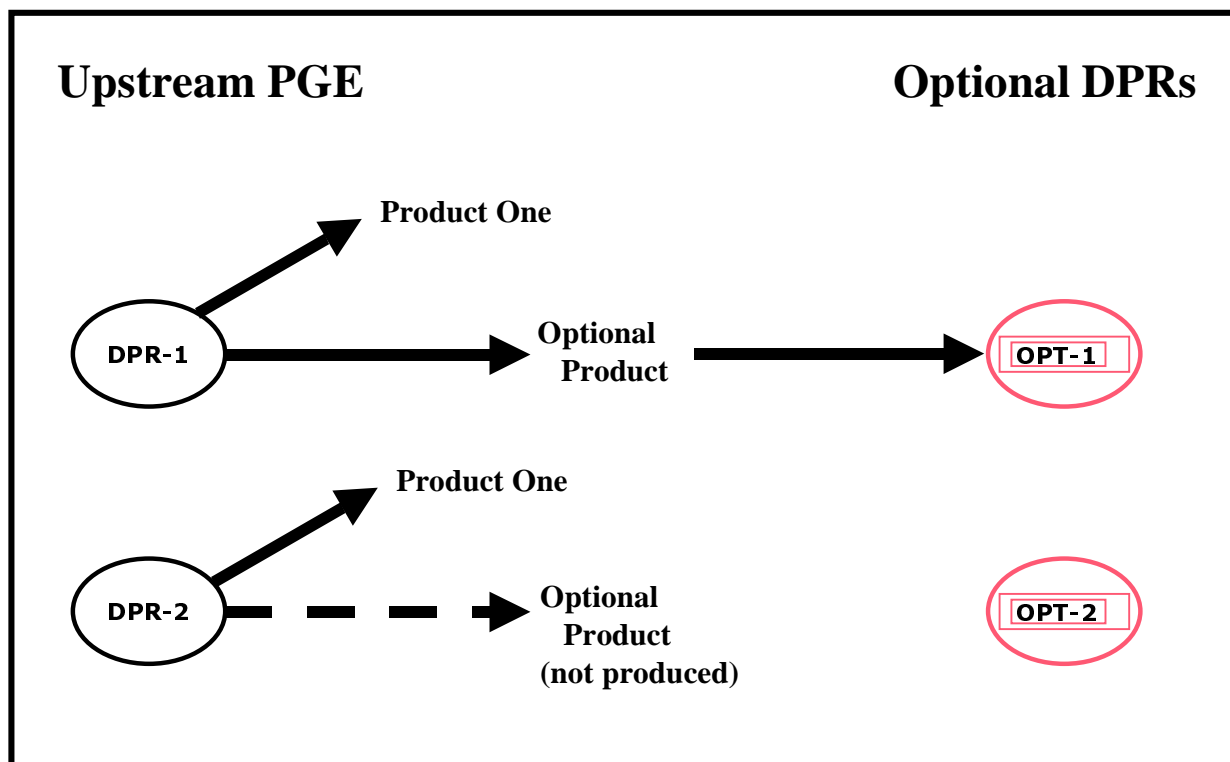 Upstream PGE
Optional DPRs
Product One
DPR-1
Optional
Product
OPT-1
Product One
DPR-2
Optional
Product
(not produced)
OPT-2